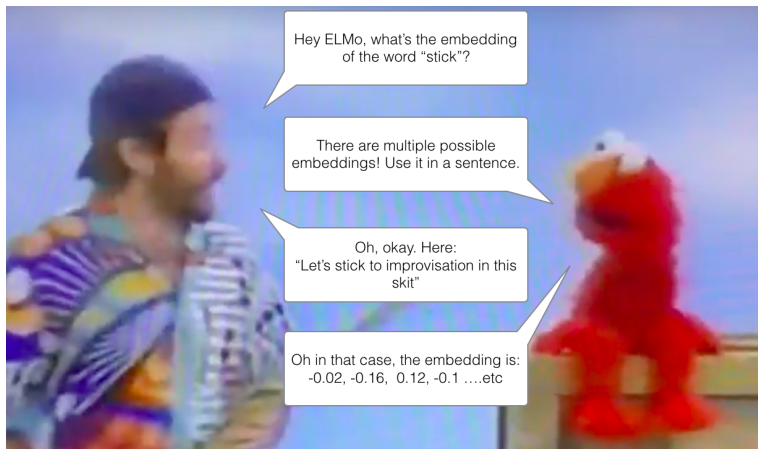 Hey ELMo, what's the embedding
of the word “stick”?
There are multiple possible
embeddings! Use it in a sentence.
Oh, okay. Here:
“Let's stick to improvisation in this
skit”
Oh in that case, the embedding is:
-0.02, -0.16, 0.12, -0.1 ….etc